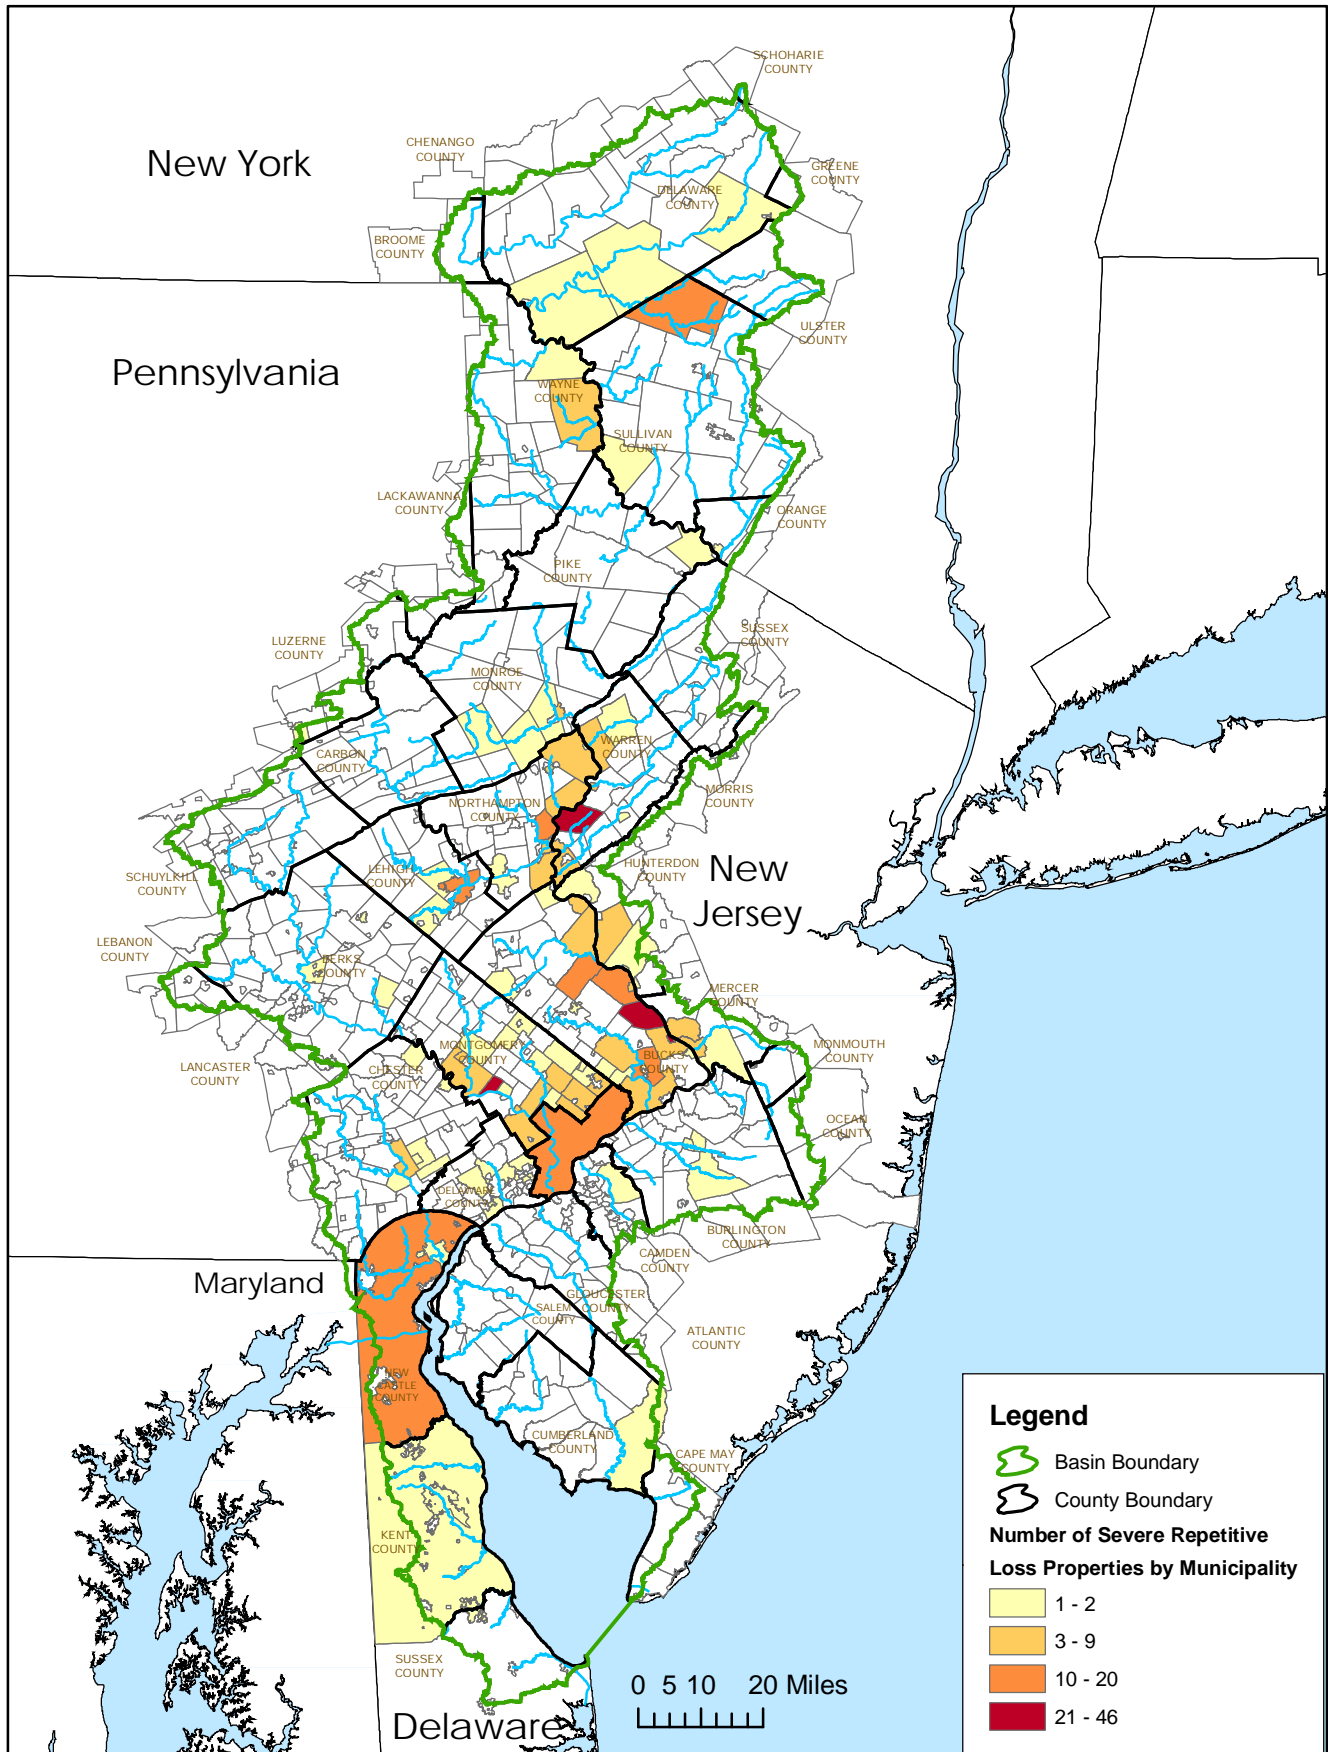 SCHOHARIE
COUNTY
CHENANGO
COUNTY
New York
GREENE
COUNTY
DELAWARE
COUNTY
BROOME
COUNTY
ULSTER
COUNTY
Pennsylvania
WAYNE
COUNTY
SULLIVAN
COUNTY
LACKAWANNA
COUNTY
ORANGE
COUNTY
PIKE
COUNTY
SUSSEX
COUNTY
LUZERNE
COUNTY
MONROE
COUNTY
WARREN
COUNTY
CARBON
COUNTY
MORRIS
COUNTY
NORTHAMPTON
COUNTY
HUNTERDON
COUNTY
New
Jersey
LEHIGH
COUNTY
SCHUYLKILL
COUNTY
LEBANON
COUNTY
BERKS
COUNTY
MERCER
COUNTY
MONMOUTH
COUNTY
MONTGOMERY
COUNTY
BUCKS
COUNTY
LANCASTER
COUNTY
CHESTER
COUNTY
OCEAN
COUNTY
DELAWARE
COUNTY
BURLINGTON
COUNTY
CAMDEN
COUNTY
Maryland
GLOUCESTER
COUNTY
SALEM
COUNTY
ATLANTIC
COUNTY
NEW
CASTLE
COUNTY
CUMBERLAND
COUNTY
CAPE MAY
COUNTY
KENT
COUNTY
SUSSEX
COUNTY
Delaware
0 5 10 20 Miles
Legend
Basin Boundary
County Boundary
Number of Severe Repetitive
Loss Properties by Municipality
1 - 2
3 - 9
10 - 20
21 - 46